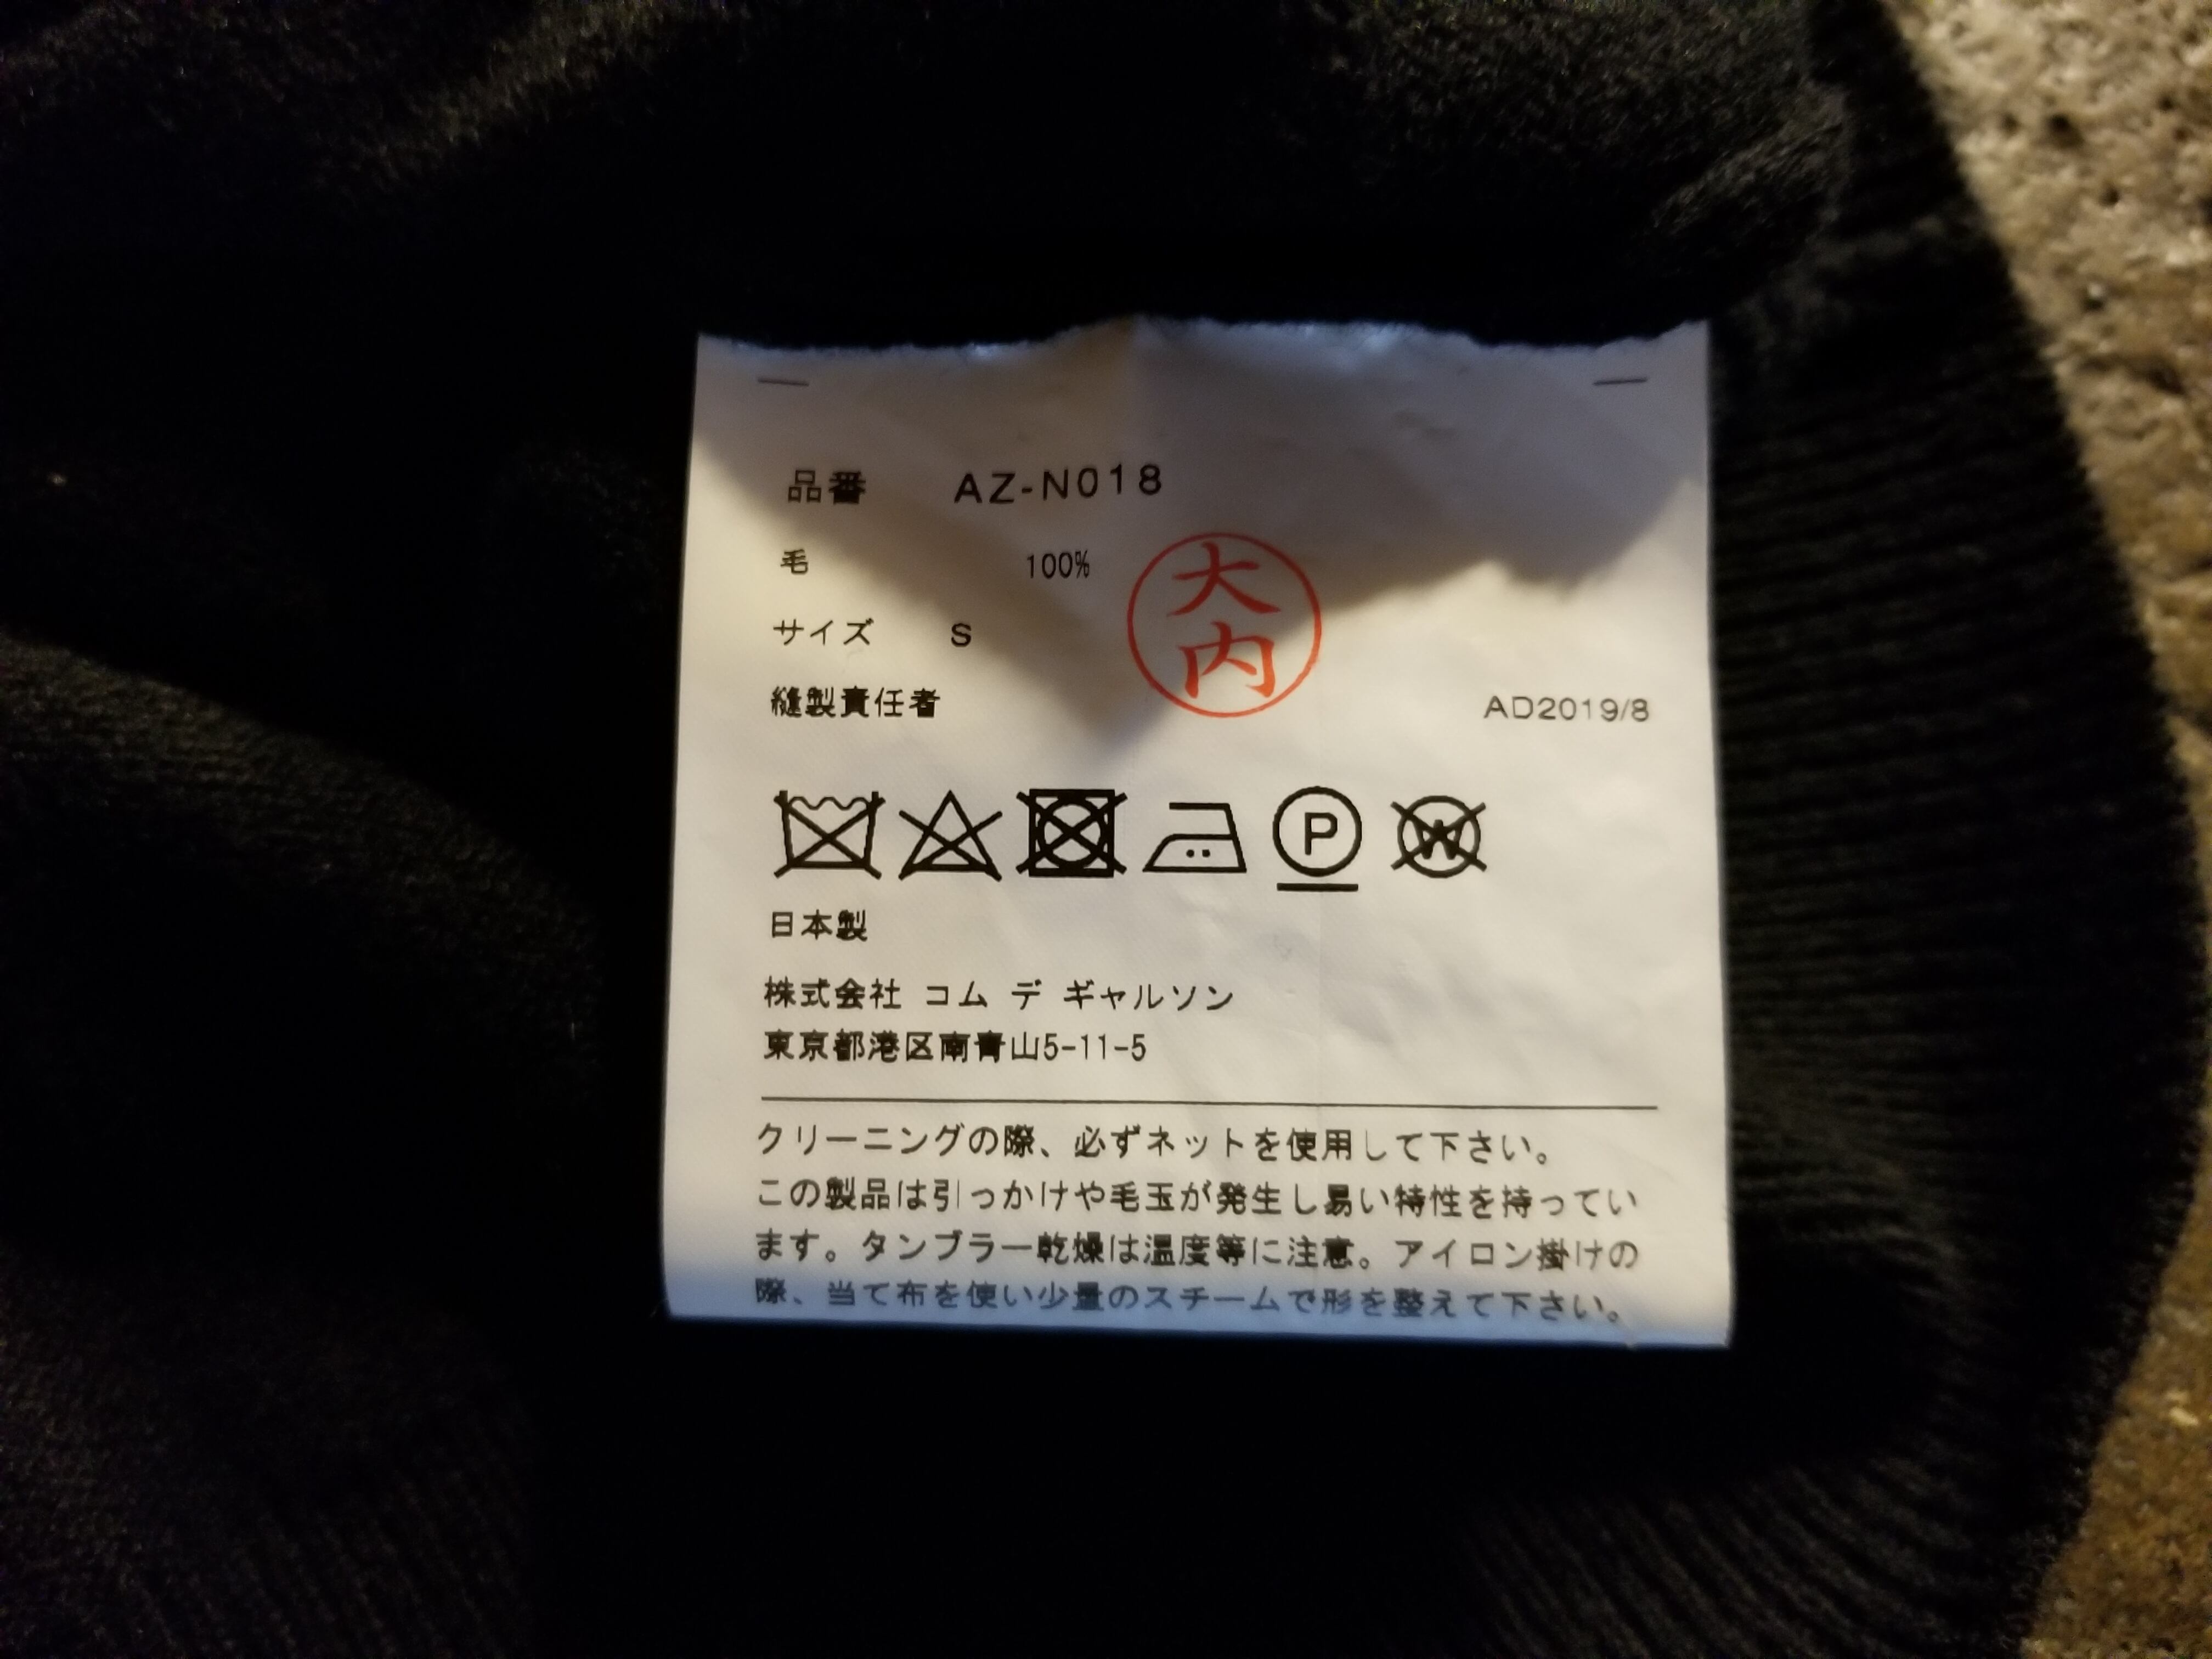 品番 AZ-N018
毛 100%
サイズ S
大内
縫製責任者 AD2019/8
P W
日本製
株式会社 コム デ ギャルソン
東京都港区南青山5-11-5
クリーニングの際、必ずネットを使用して下さい。
この製品は引っかけや毛玉が発生し易い特性を持ってい
ます。タンブラー乾燥は温度等に注意。アイロン掛けの
際、当て布を使い少量のスチームで形を整えて下さい。